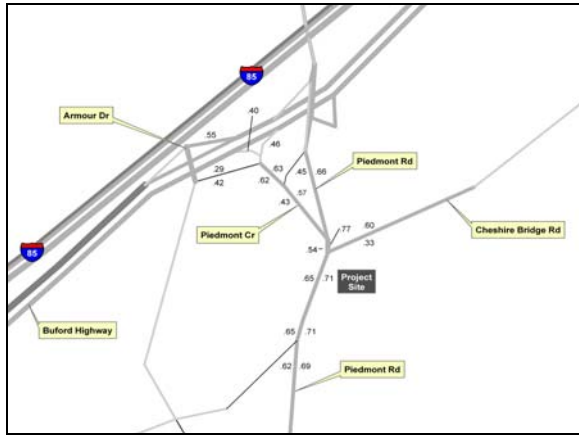 85
.40
Armour Dr
.55
.46
.29
.42
.63
.62
.45
.66
Piedmont Rd
.57
.43
Piedmont Cr
.77
.60
.33
Cheshire Bridge Rd
.54
85
.65
.71
Project
Site
Buford Highway
.65
.71
.62
.69
Piedmont Rd